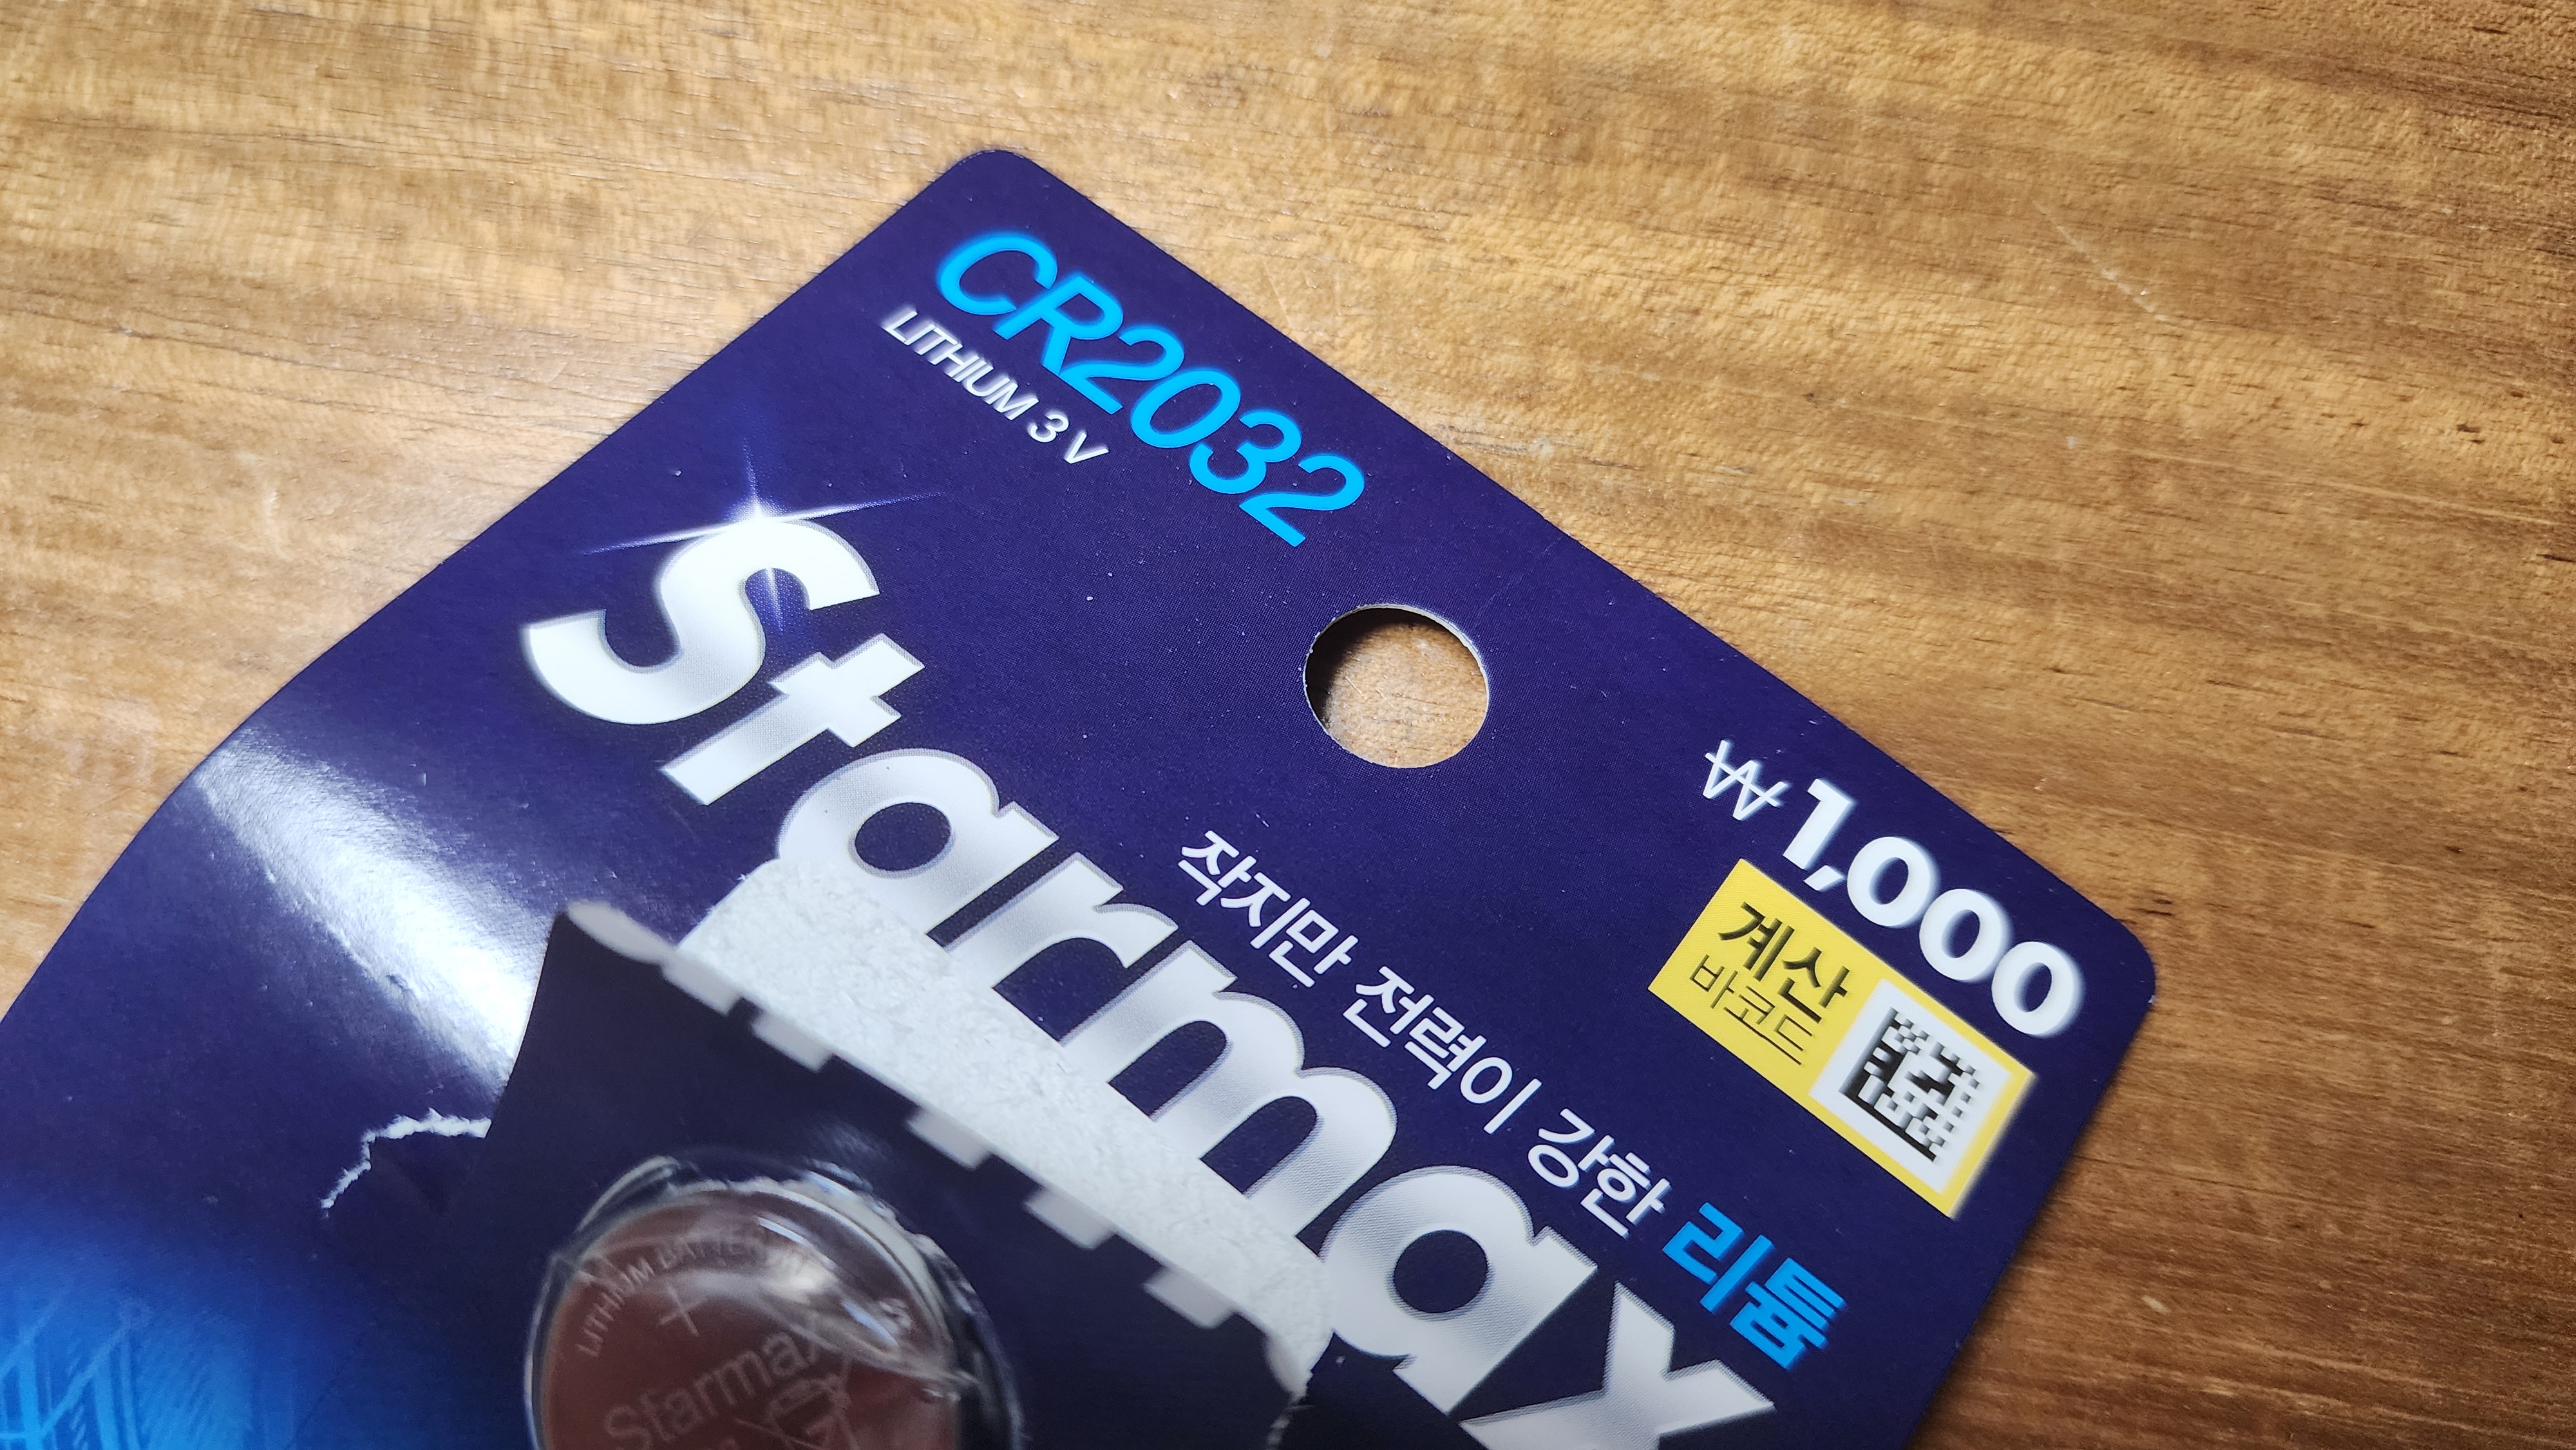 CR2032
LITHIUM 3 V
₩1,000
계산
바코드
작지만 전력이 강한 리튬
Starmax
LITHIUM BATTERY
+
Starmax